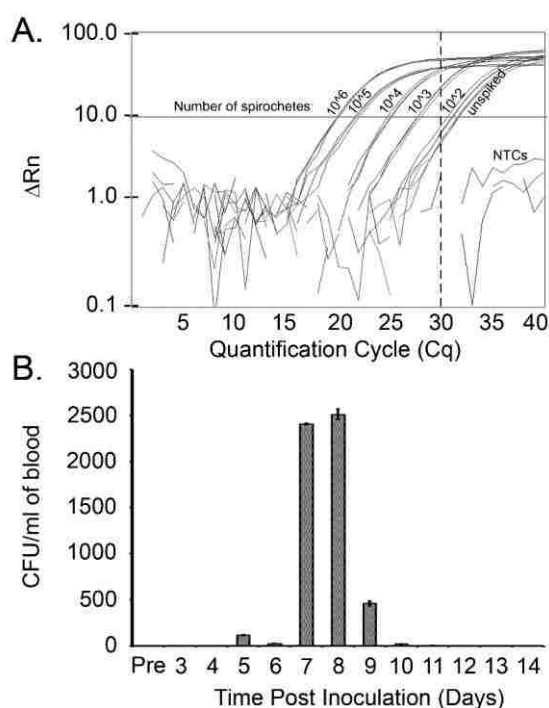 A.
100.0
10.0
1.0
0.1
ΔRn
Number of spirochetes:
10^6
10^5
10^4
10^3
10^2
unspiked
NTCs
5 10 15 20 25 30 35 40
Quantification Cycle (Cq)
B.
3000
2500
2000
1500
1000
500
0
CFU/ml of blood
Pre 3 4 5 6 7 8 9 10 11 12 13 14
Time Post Inoculation (Days)